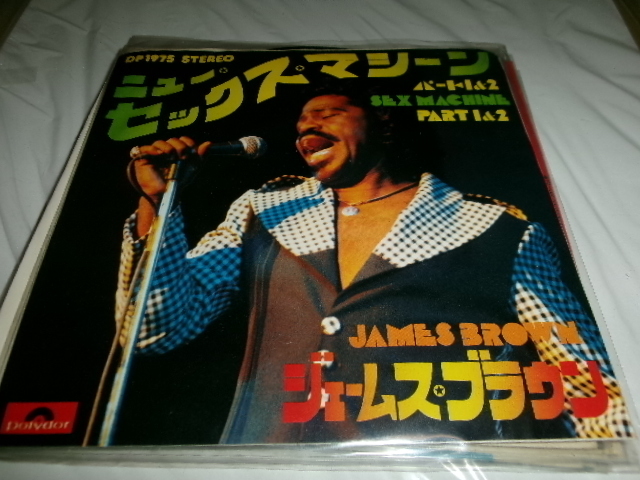 DP1975 STEREO
ニュー・
セックス・マシーン
パート1&2
SEX MACHINE
PART 1&2
JAMES BROWN
ジェームス★ブラウン
polydor